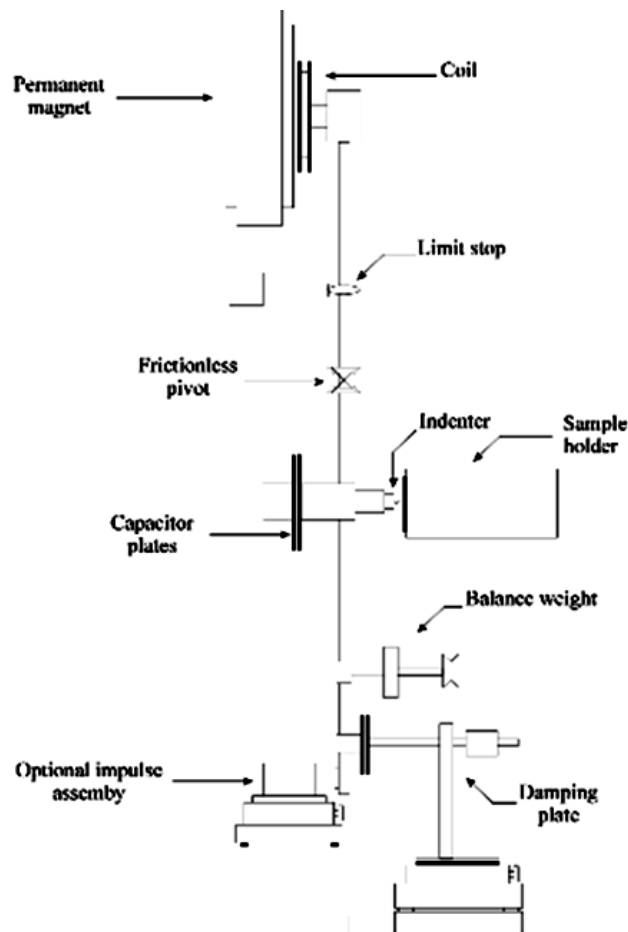 Coil
Permanent
magnet
Limit stop
Frictionless
pivot
Indenter
Sample
holder
Capacitor
plates
Balance weight
Optional impulse
assemby
Damping
plate